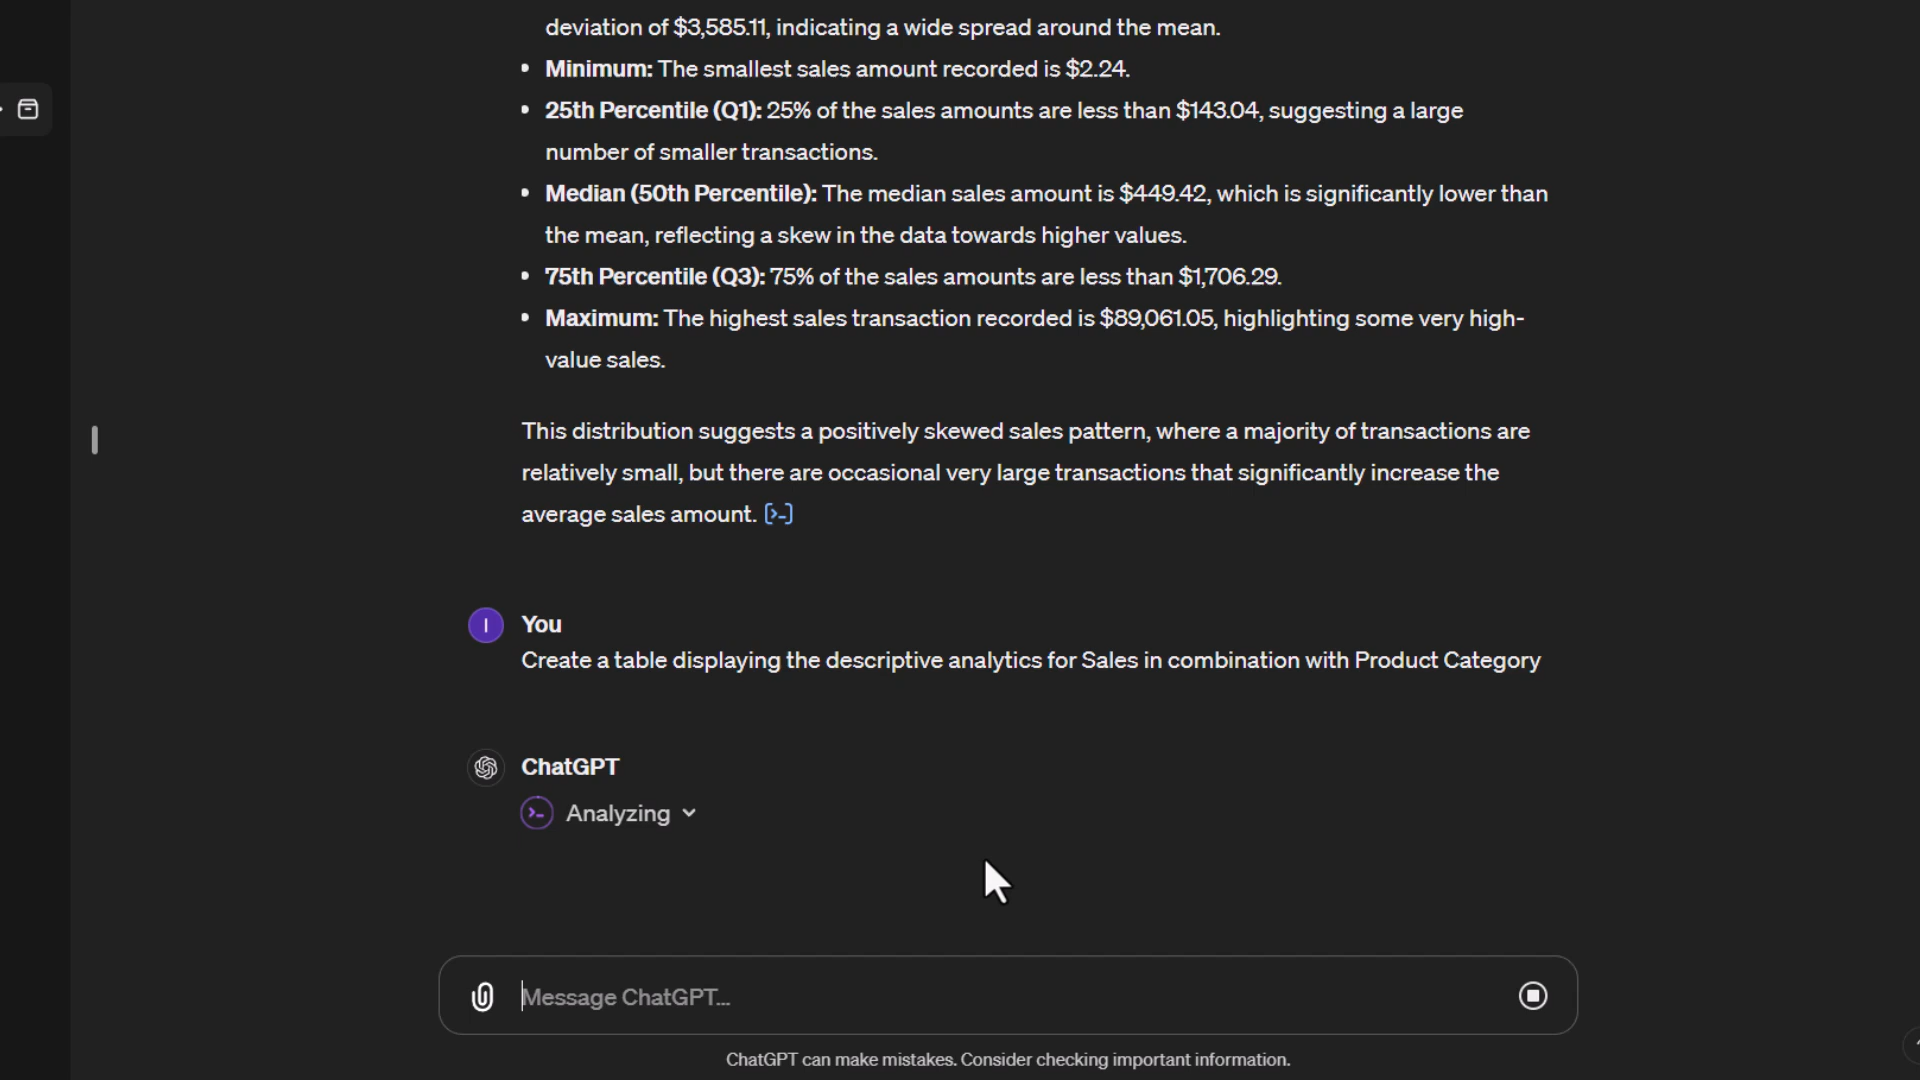 deviation of $3,585.11, indicating a wide spread around the mean.
• Minimum: The smallest sales amount recorded is $2.24.
• 25th Percentile (Q1): 25% of the sales amounts are less than $143.04, suggesting a large
number of smaller transactions.
• Median (50th Percentile): The median sales amount is $449.42, which is significantly lower than
the mean, reflecting a skew in the data towards higher values.
• 75th Percentile (Q3): 75% of the sales amounts are less than $1,706.29.
• Maximum: The highest sales transaction recorded is $89,061.05, highlighting some very high-
value sales.
This distribution suggests a positively skewed sales pattern, where a majority of transactions are
relatively small, but there are occasional very large transactions that significantly increase the
average sales amount. [>-]
I
You
Create a table displaying the descriptive analytics for Sales in combination with Product Category
ChatGPT
Analyzing
Message ChatGPT...
ChatGPT can make mistakes. Consider checking important information.